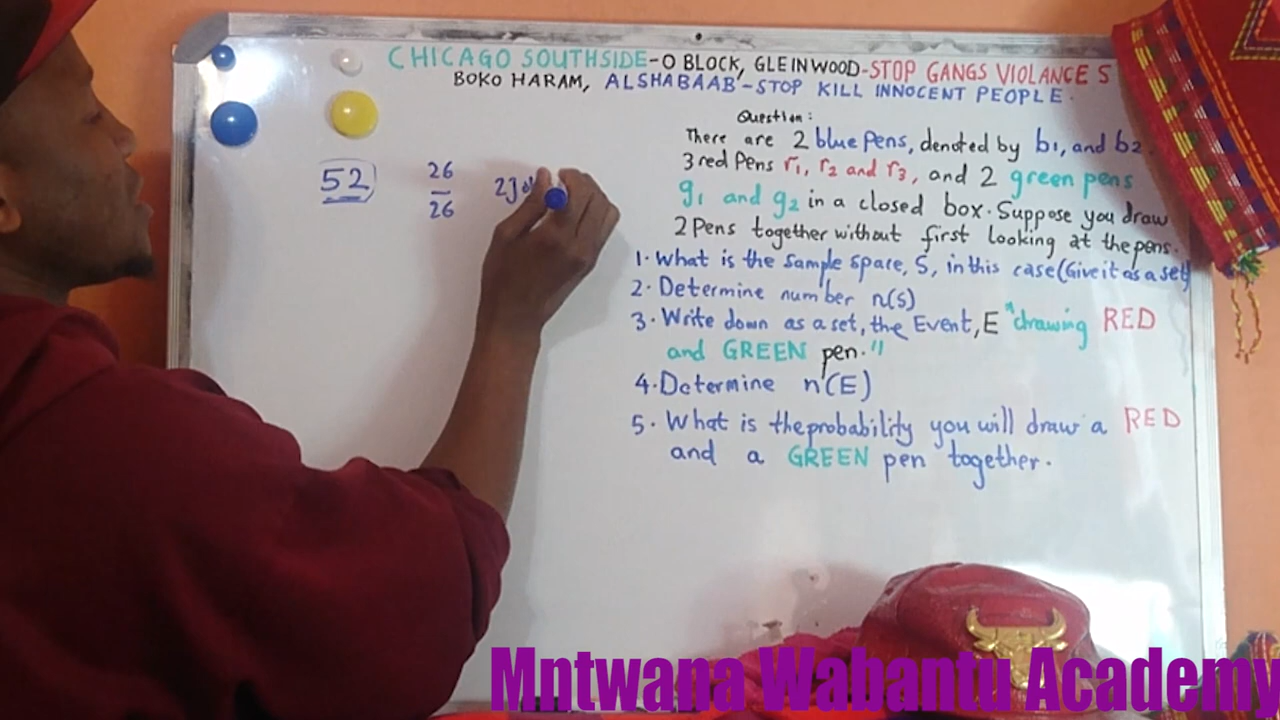 CHICAGO SOUTHSIDE-O BLOCK, GLEINWOOD-STOP GANGS VIOLANCE S
BOKO HARAM, ALSHABAAB-STOP KILL INNOCENT PEOPLE.
52
26
26
Question:
There are 2 blue pens, denoted by b1, and b2.
3 red Pens r1, r2 and r3, and 2 green pens
g1 and g2 in a closed box. Suppose you draw
2 Pens together without first looking at the pens.
1. What is the sample space, S, in this case (Give it as a set)
2. Determine number n(s)
3. Write down as a set, the Event, E "drawing RED
and GREEN pen."
4. Determine n(E)
5. What is the probability you will draw a RED
and a GREEN pen together.
Mntwana Wabantu Academy